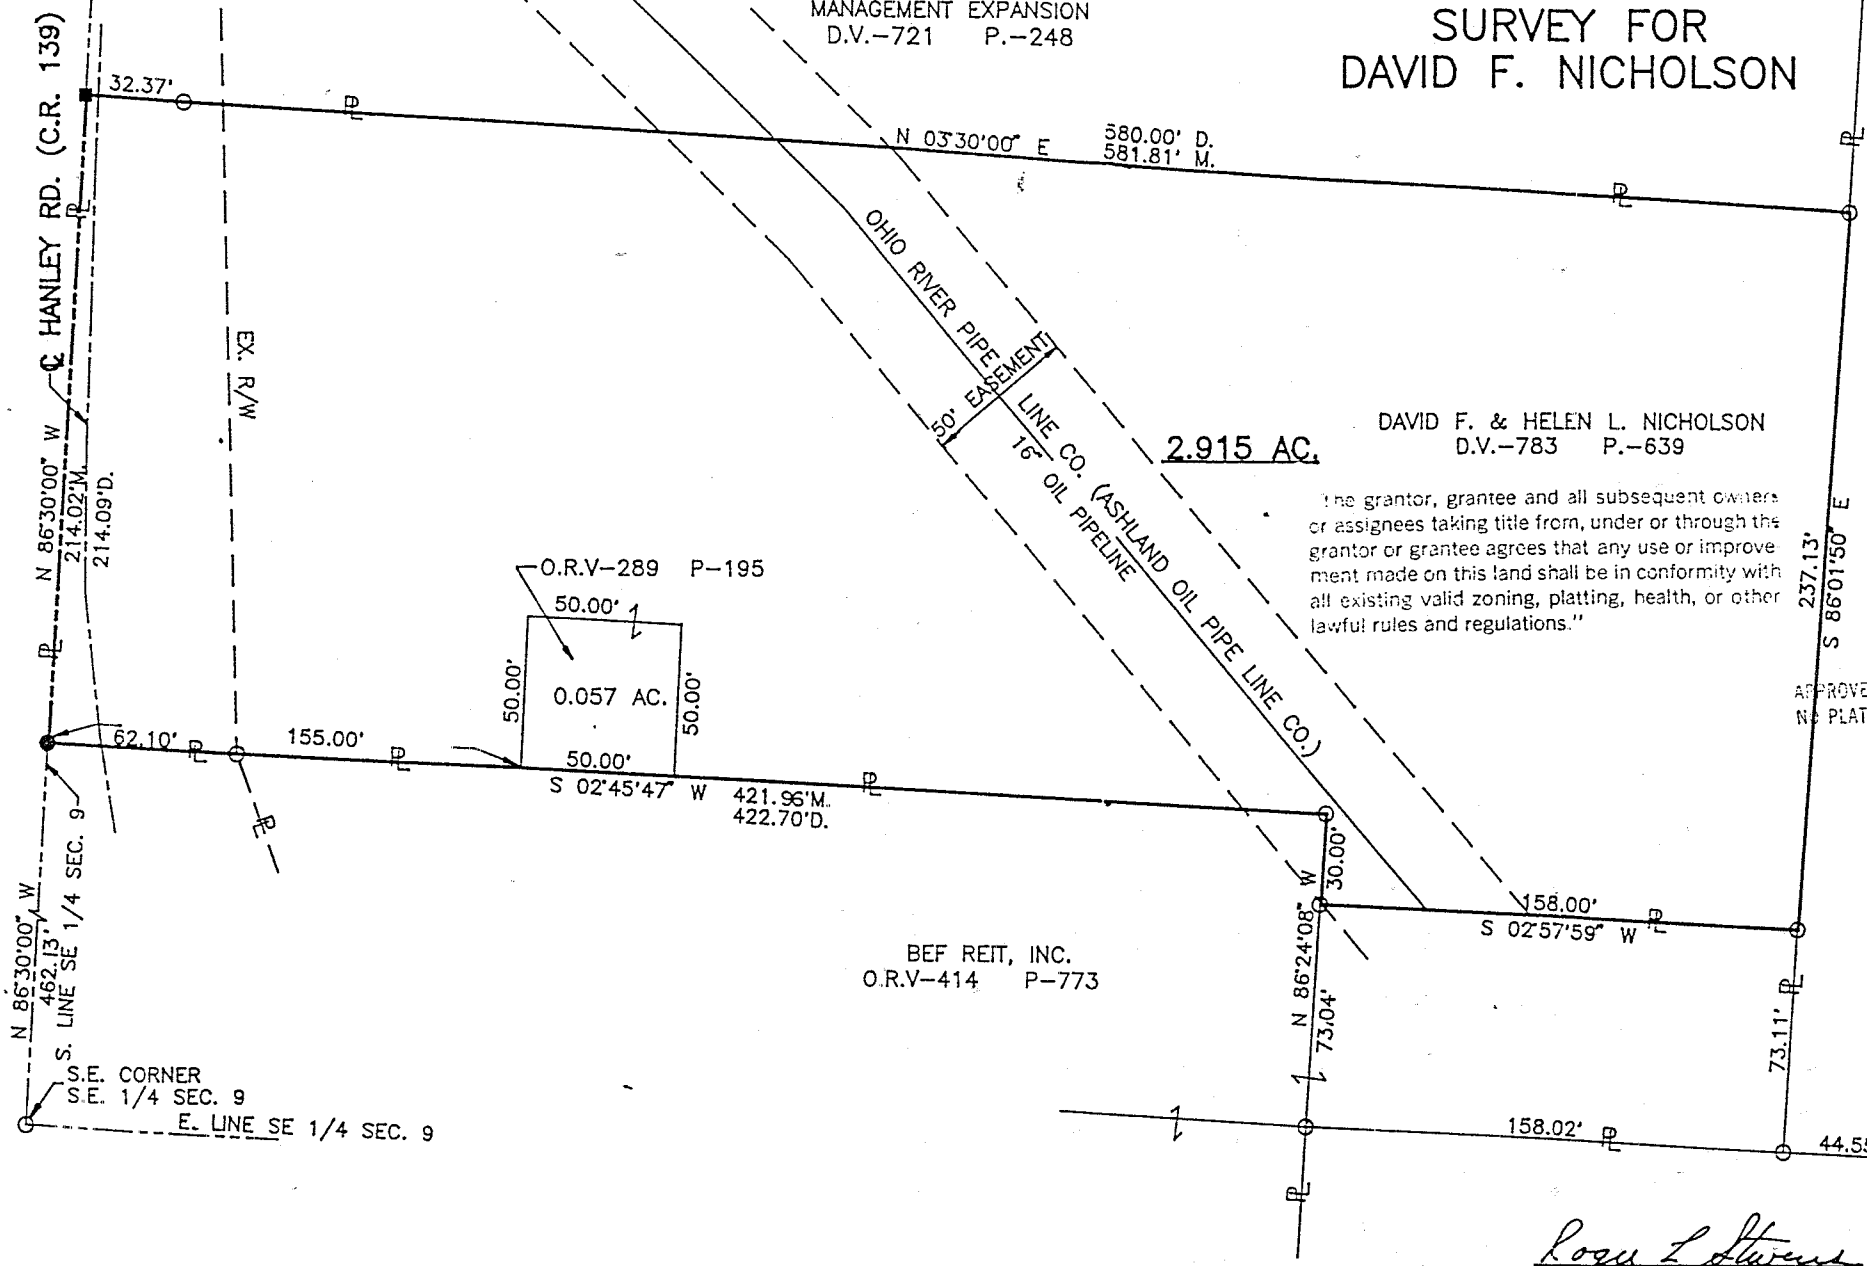 MANAGEMENT EXPANSION
D.V.-721 P.-248
SURVEY FOR
DAVID F. NICHOLSON
℄ HANLEY RD. (C.R. 139)
32.37'
N 03°30'00" E
580.00' D.
581.81' M.
N 86°30'00" W
214.02'M.
214.09'D.
EX. R/W
OHIO RIVER PIPE LINE CO. (ASHLAND OIL PIPE LINE CO.)
16" OIL PIPELINE
50' EASEMENT
2.915 AC.
DAVID F. & HELEN L. NICHOLSON
D.V.-783 P.-639
The grantor, grantee and all subsequent owners
or assignees taking title from, under or through the
grantor or grantee agrees that any use or improve
ment made on this land shall be in conformity with
all existing valid zoning, platting, health, or other
lawful rules and regulations."
237.13'
S 86°01'50" E
APPROVE
NO PLAT
O.R.V-289 P-195
50.00'
50.00'
0.057 AC.
50.00'
50.00'
62.10'
155.00'
S 02°45'47" W
421.96'M.
422.70'D.
30.00'
N 86°24'08" W
73.04'
158.00'
S 02°57'59" W
BEF REIT, INC.
O.R.V-414 P-773
N 86°30'00" W
462.13'
S. LINE SE 1/4 SEC. 9
S.E. CORNER
S.E. 1/4 SEC. 9
E. LINE SE 1/4 SEC. 9
73.11'
158.02'
44.55
Roger L Stevens